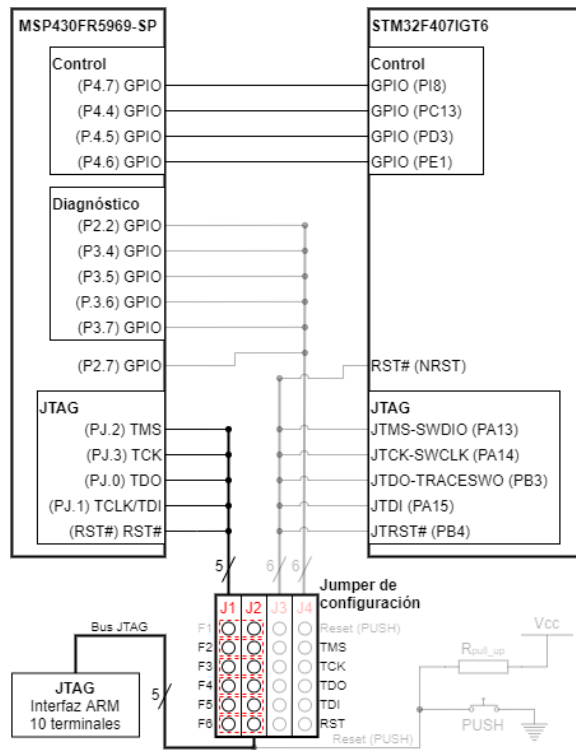 MSP430FR5969-SP
STM32F407IGT6
Control
(P4.7) GPIO
(P4.4) GPIO
(P.4.5) GPIO
(P4.6) GPIO
Control
GPIO (PI8)
GPIO (PC13)
GPIO (PD3)
GPIO (PE1)
Diagnóstico
(P2.2) GPIO
(P3.4) GPIO
(P3.5) GPIO
(P.3.6) GPIO
(P3.7) GPIO
(P2.7) GPIO
RST# (NRST)
JTAG
(PJ.2) TMS
(PJ.3) TCK
(PJ.0) TDO
(PJ.1) TCLK/TDI
(RST#) RST#
JTAG
JTMS-SWDIO (PA13)
JTCK-SWCLK (PA14)
JTDO-TRACESWO (PB3)
JTDI (PA15)
JTRST# (PB4)
5
6
6
Jumper de
configuración
J1 J2 J3 J4
F1 Reset (PUSH)
F2 TMS
F3 TCK
F4 TDO
F5 TDI
F6 RST
Bus JTAG
JTAG
Interfaz ARM
10 terminales
5
Vcc
Rpull_up
PUSH
Reset (PUSH)